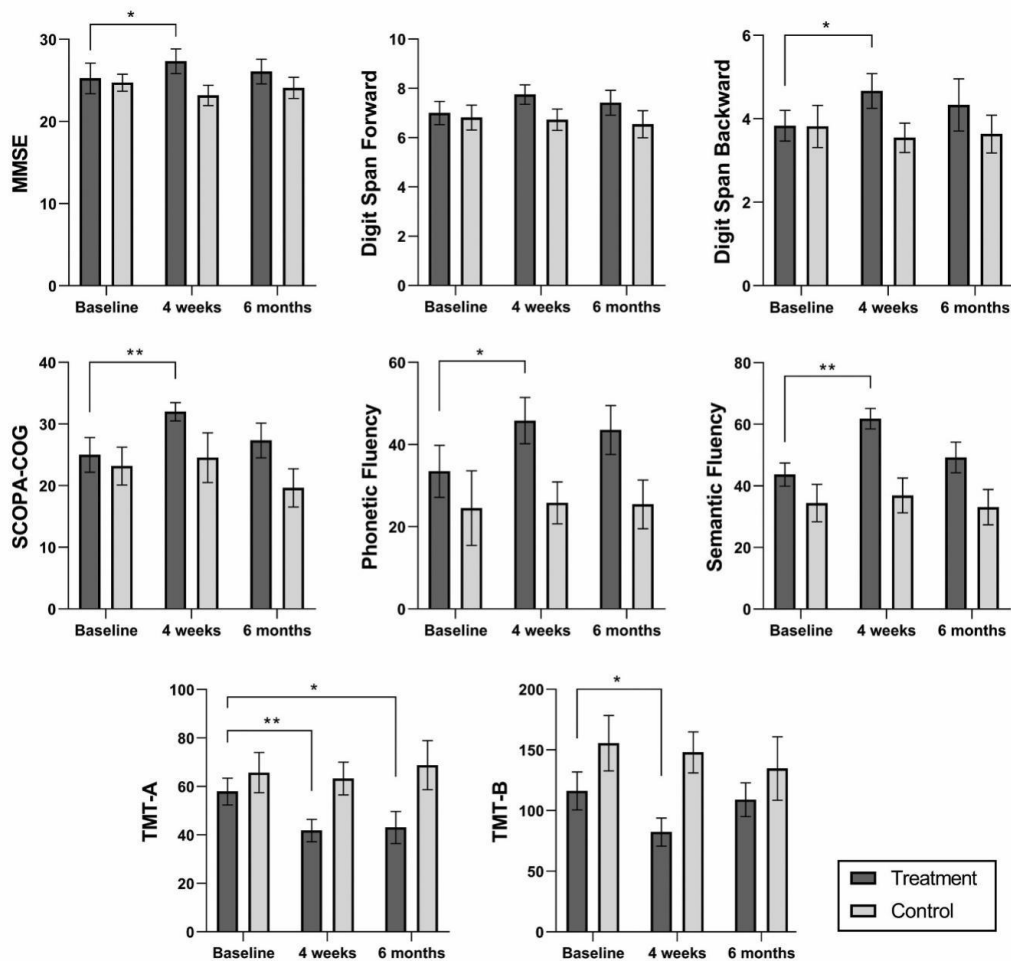 *
MMSE
30
20
10
0
Baseline 4 weeks 6 months
Digit Span Forward
10
8
6
4
2
0
Baseline 4 weeks 6 months
*
Digit Span Backward
6
4
2
0
Baseline 4 weeks 6 months
**
SCOPA-COG
40
30
20
10
0
Baseline 4 weeks 6 months
*
Phonetic Fluency
60
40
20
0
Baseline 4 weeks 6 months
**
Semantic Fluency
80
60
40
20
0
Baseline 4 weeks 6 months
*
**
TMT-A
100
80
60
40
20
0
Baseline 4 weeks 6 months
*
TMT-B
200
150
100
50
0
Baseline 4 weeks 6 months
Treatment
Control